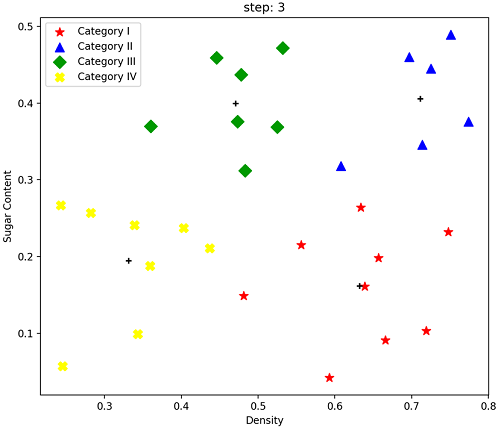 step: 3
Category I
Category II
Category III
Category IV
0.5
0.4
0.3
0.2
0.1
Sugar Content
0.3 0.4 0.5 0.6 0.7 0.8
Density